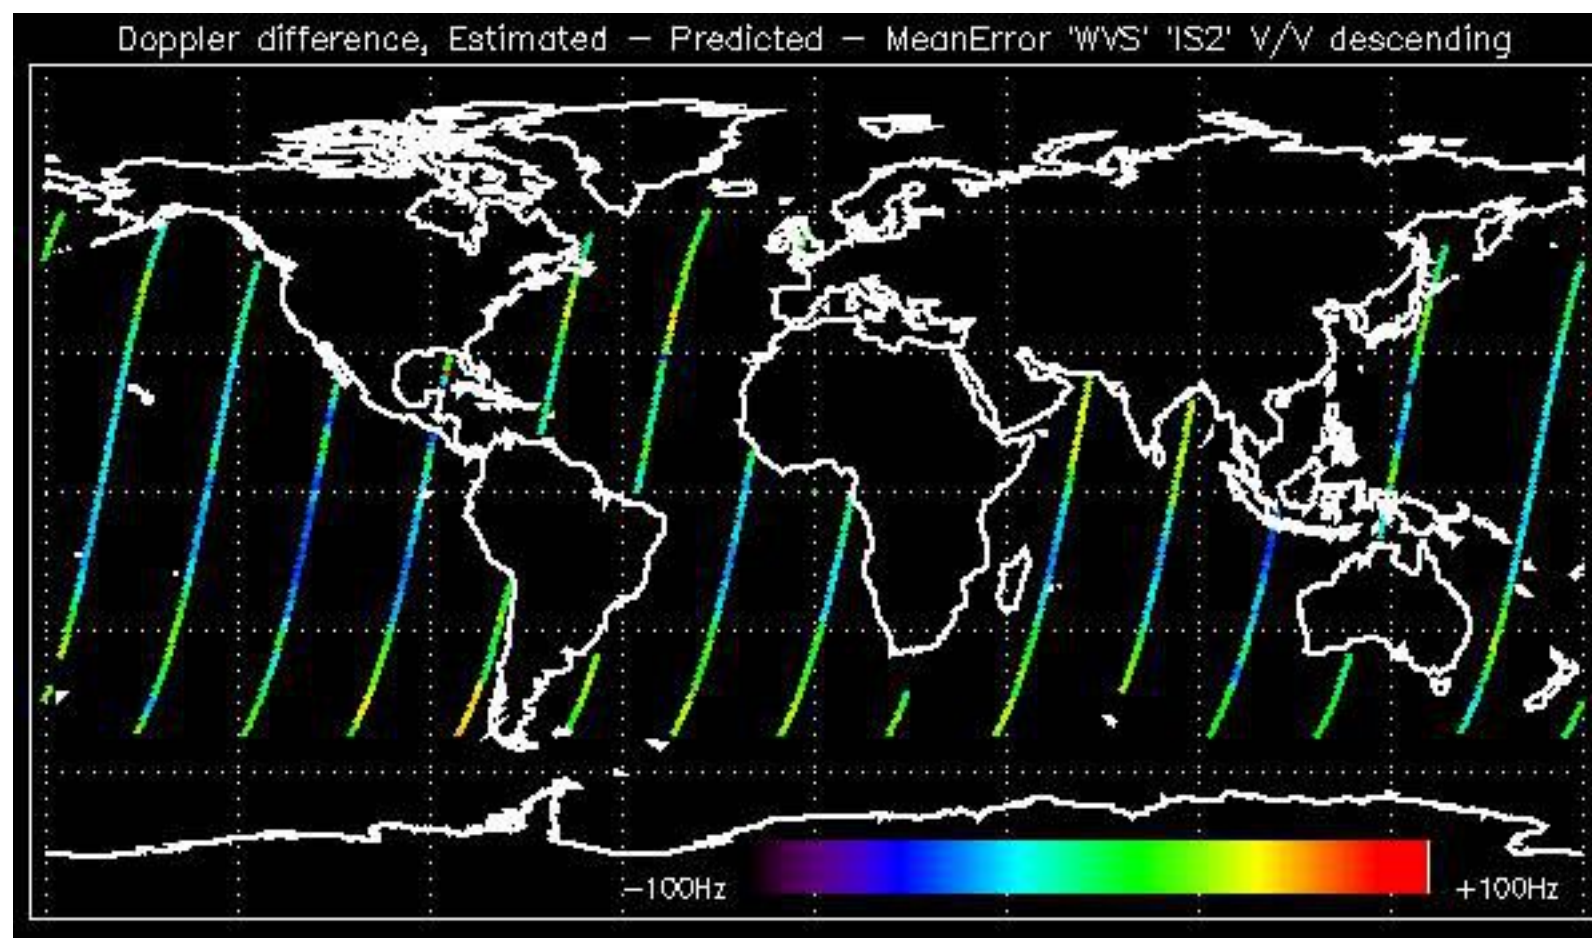 Doppler difference, Estimated – Predicted – MeanError 'WVS' 'IS2' V/V descending
–100Hz
+100Hz